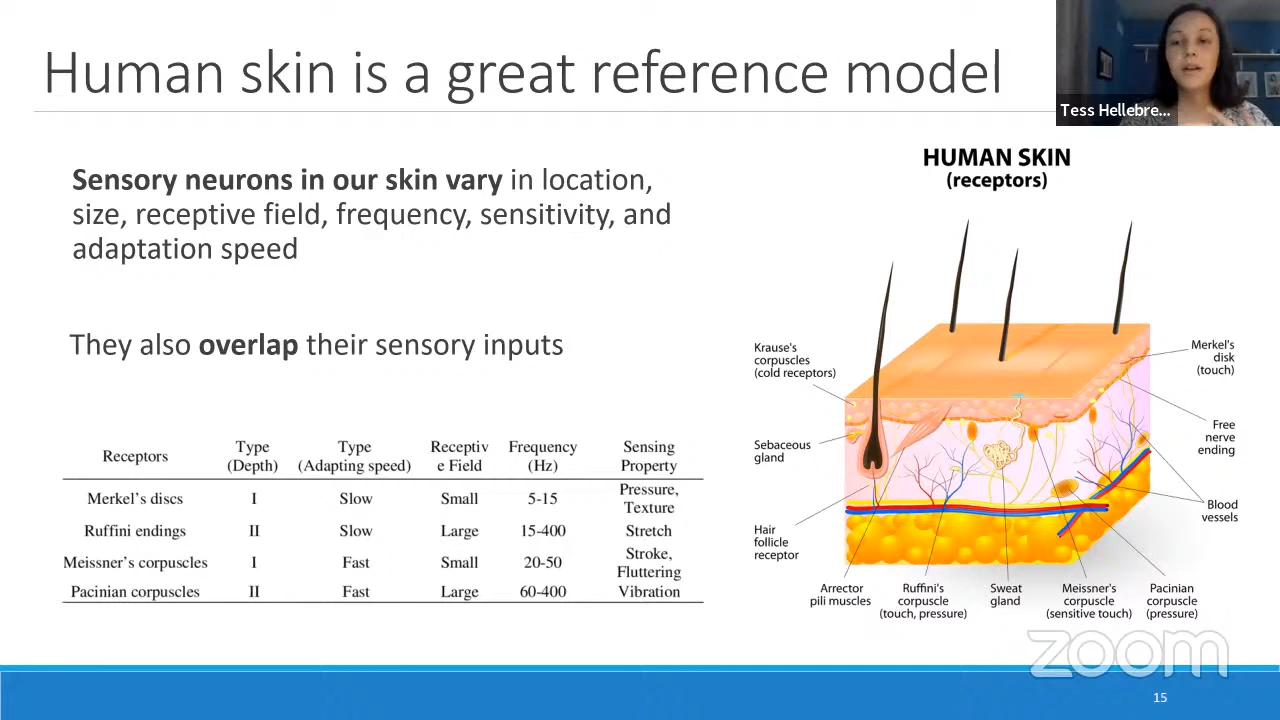 Human skin is a great reference model
Tess Hellebre...
Sensory neurons in our skin vary in location,
size, receptive field, frequency, sensitivity, and
adaptation speed
They also overlap their sensory inputs
Receptors
Type
(Depth)
Type
(Adapting speed)
Receptiv
e Field
Frequency
(Hz)
Sensing
Property
Merkel's discs I Slow Small 5-15 Pressure,
Texture
Ruffini endings II Slow Large 15-400 Stretch
Meissner's corpuscles I Fast Small 20-50 Stroke,
Fluttering
Pacinian corpuscles II Fast Large 60-400 Vibration
HUMAN SKIN
(receptors)
Krause's
corpuscles
(cold receptors)
Sebaceous
gland
Hair
follicle
receptor
Arrector
pili muscles
Ruffini's
corpuscle
(touch, pressure)
Sweat
gland
Meissner's
corpuscle
(sensitive touch)
Pacinian
corpuscle
(pressure)
Merkel's
disk
(touch)
Free
nerve
ending
Blood
vessels
zoom
15